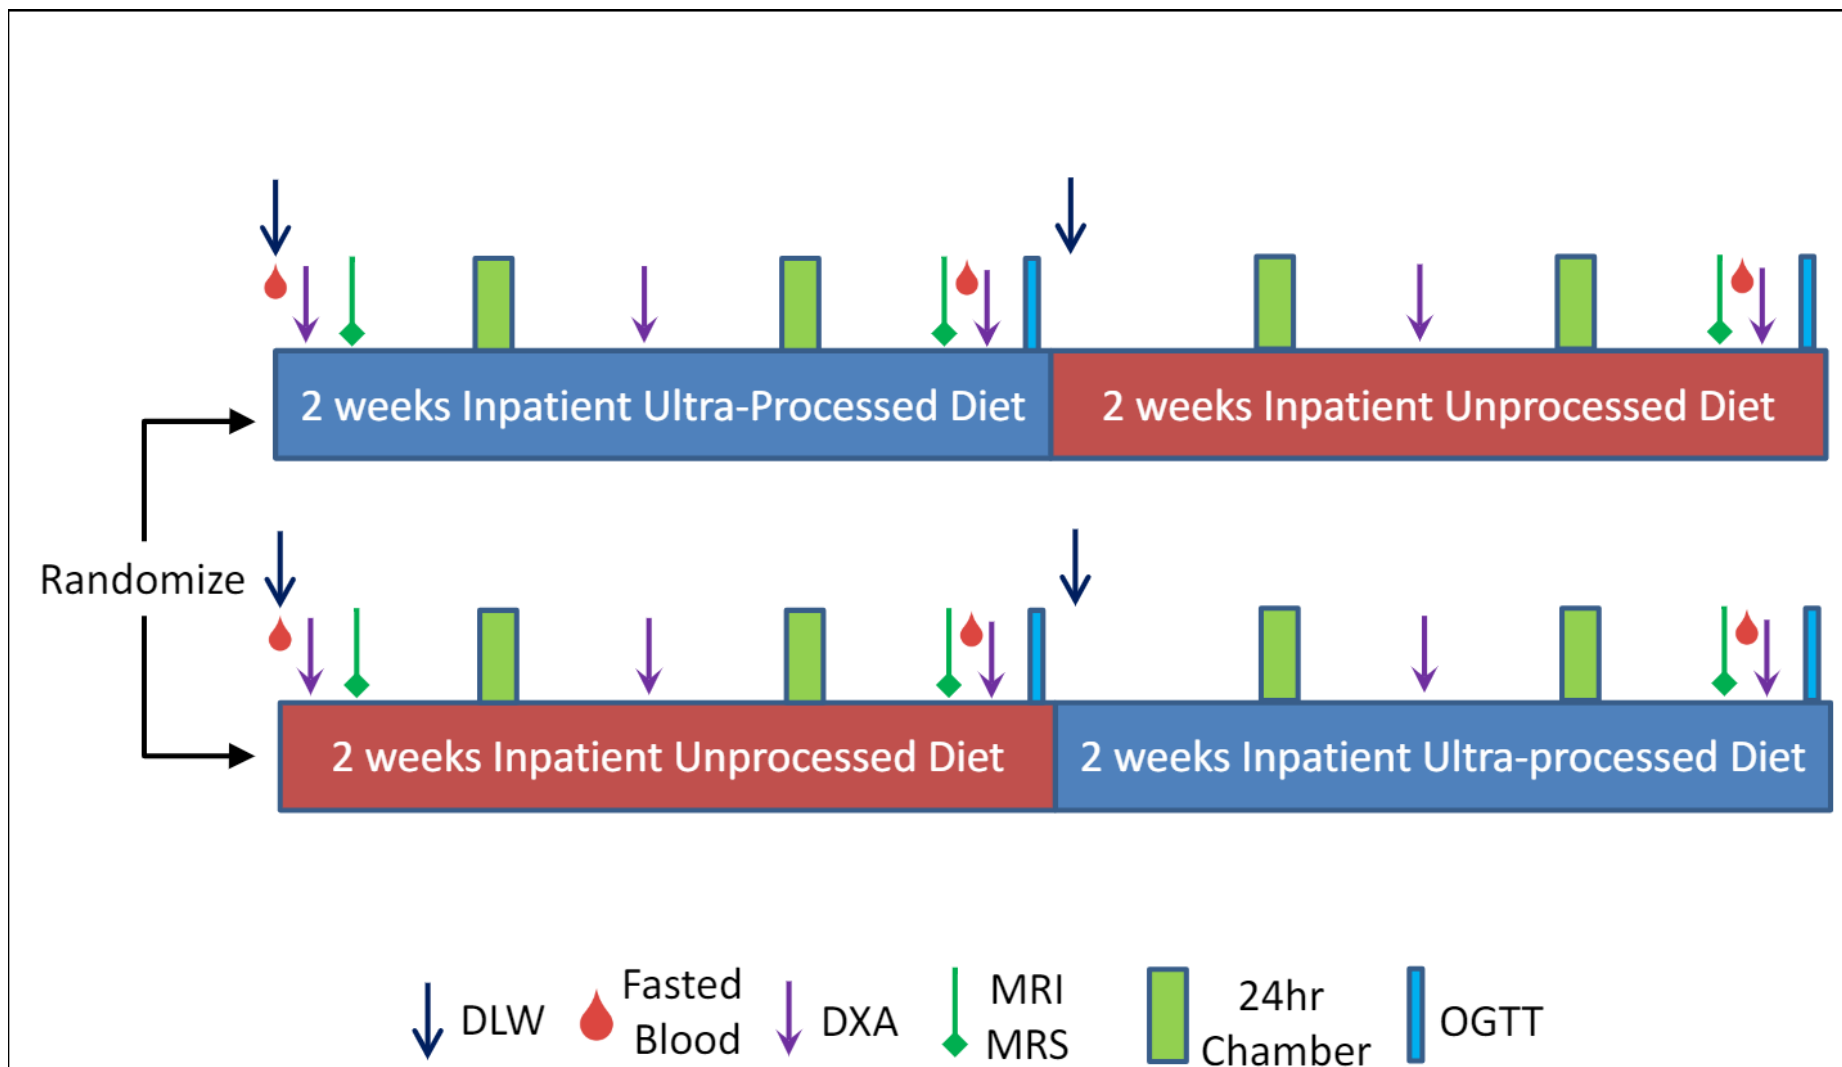 2 weeks Inpatient Ultra-Processed Diet
2 weeks Inpatient Unprocessed Diet
Randomize
2 weeks Inpatient Unprocessed Diet
2 weeks Inpatient Ultra-processed Diet
DLW
Fasted
Blood
DXA
MRI
MRS
24hr
Chamber
OGTT